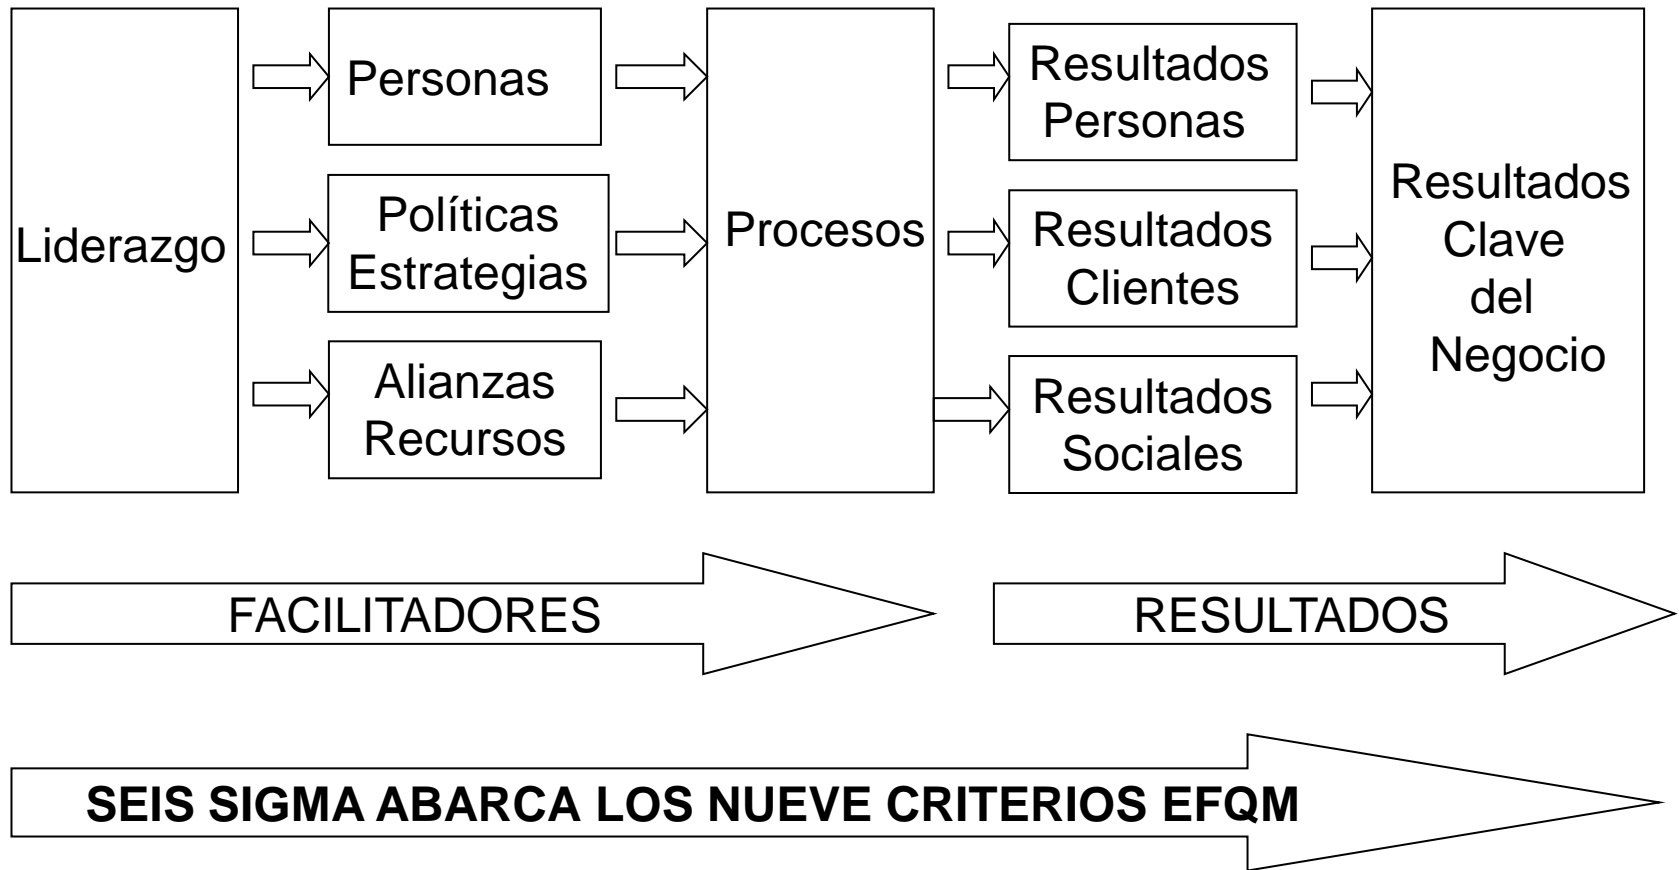 Liderazgo
Personas
Políticas
Estrategias
Alianzas
Recursos
Procesos
Resultados
Personas
Resultados
Clientes
Resultados
Sociales
Resultados
Clave
del
Negocio
FACILITADORES
RESULTADOS
SEIS SIGMA ABARCA LOS NUEVE CRITERIOS EFQM